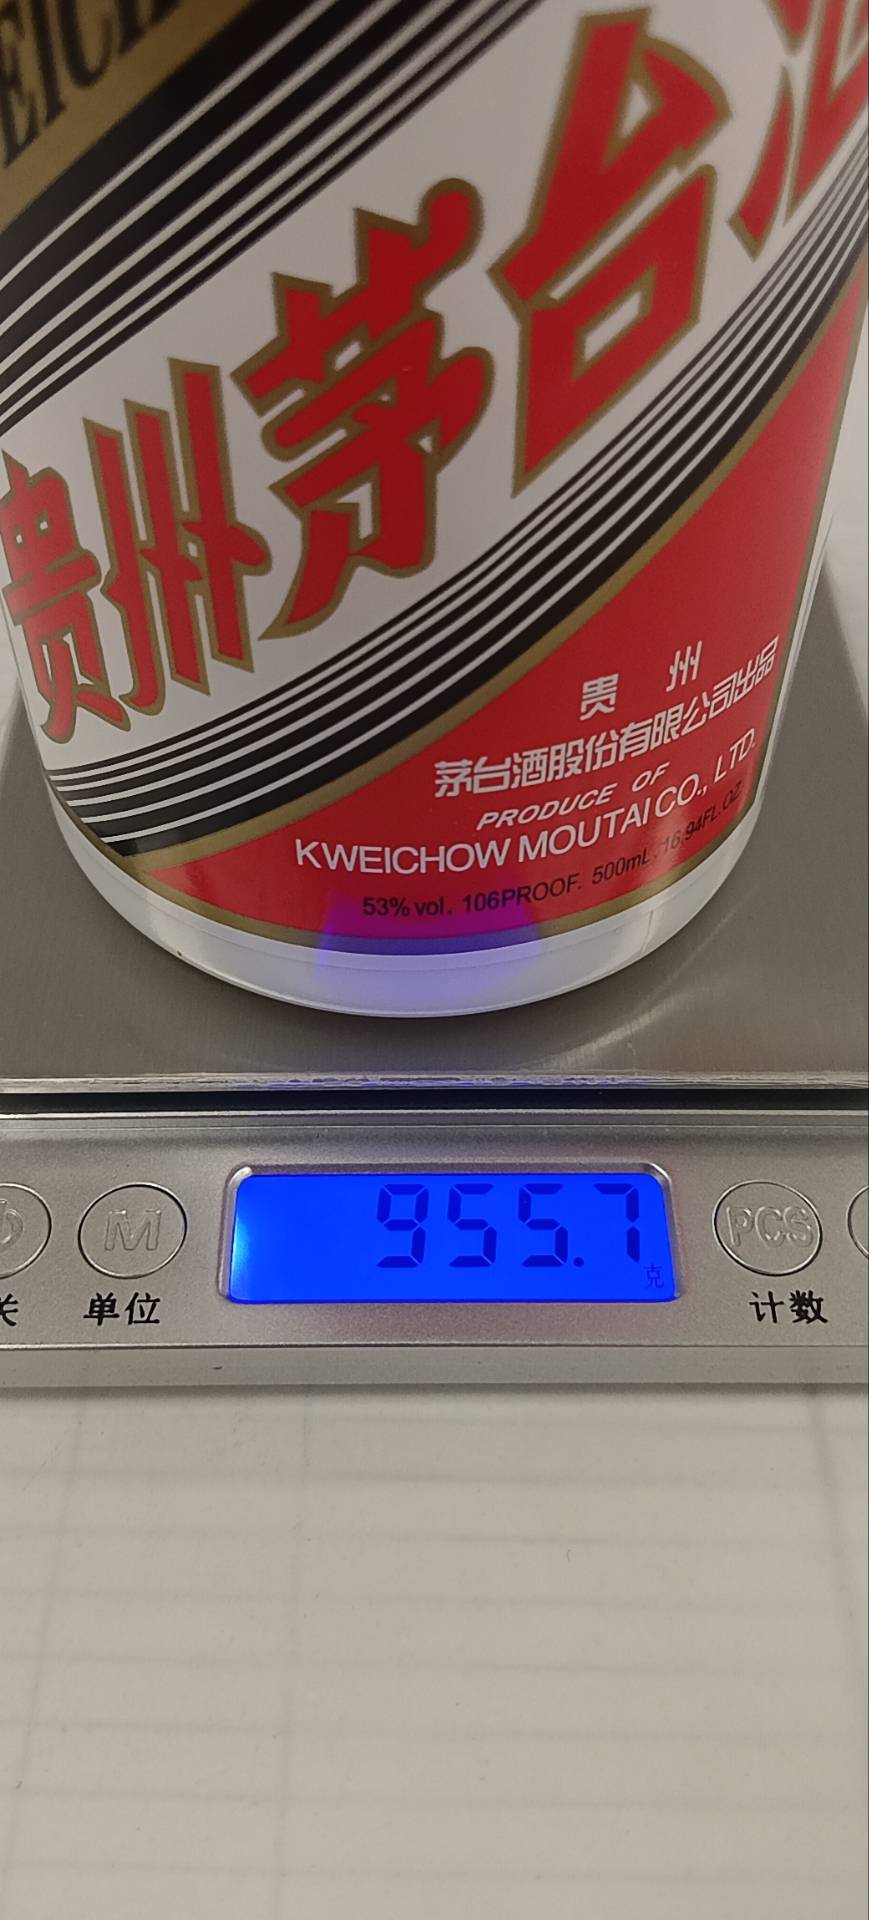 贵州茅台酒
贵 州
茅台酒股份有限公司出品
PRODUCE OF
KWEICHOW MOUTAI CO., LTD.
53% vol. 106PROOF. 500mL. 16.94FL.OZ.
955.7
克
M
PCS
单位
计数